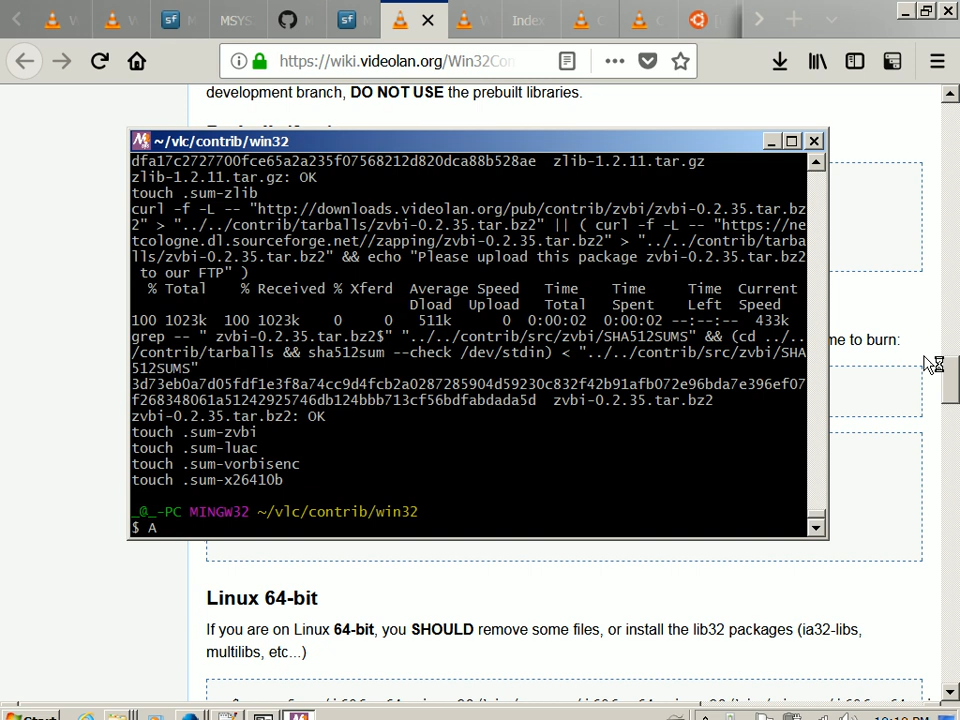 MSYS
Index
https://wiki.videolan.org/Win32Con
development branch, DO NOT USE the prebuilt libraries.
~/vlc/contrib/win32
dfa17c2727700fce65a2a235f07568212d820dca88b528ae  zlib-1.2.11.tar.gz
zlib-1.2.11.tar.gz: OK
touch .sum-zlib
curl -f -L -- "http://downloads.videolan.org/pub/contrib/zvbi/zvbi-0.2.35.tar.bz
2" > "../../contrib/tarballs/zvbi-0.2.35.tar.bz2" || ( curl -f -L -- "https://ne
tcologne.dl.sourceforge.net//zapping/zvbi-0.2.35.tar.bz2" > "../../contrib/tarba
lls/zvbi-0.2.35.tar.bz2" && echo "Please upload this package zvbi-0.2.35.tar.bz2
 to our FTP" )
  % Total    % Received % Xferd  Average Speed   Time    Time     Time  Current
                                 Dload  Upload   Total   Spent    Left  Speed
100 1023k  100 1023k    0     0   511k      0  0:00:02  0:00:02 --:--:--  433k
grep -- " zvbi-0.2.35.tar.bz2$" "../../contrib/src/zvbi/SHA512SUMS" && (cd ../..
/contrib/tarballs && sha512sum --check /dev/stdin) < "../../contrib/src/zvbi/SHA
512SUMS"
3d73eb0a7d05fdf1e3f8a74cc9d4fcb2a0287285904d59230c832f42b91afb072e96bda7e396ef07
f268348061a51242925746db124bbb713cf56bdfabdada5d  zvbi-0.2.35.tar.bz2
zvbi-0.2.35.tar.bz2: OK
touch .sum-zvbi
touch .sum-luac
touch .sum-vorbisenc
touch .sum-x26410b
_@_-PC MINGW32 ~/vlc/contrib/win32
$ A
me to burn:
Linux 64-bit
If you are on Linux 64-bit, you SHOULD remove some files, or install the lib32 packages (ia32-libs,
multilibs, etc...)
Start